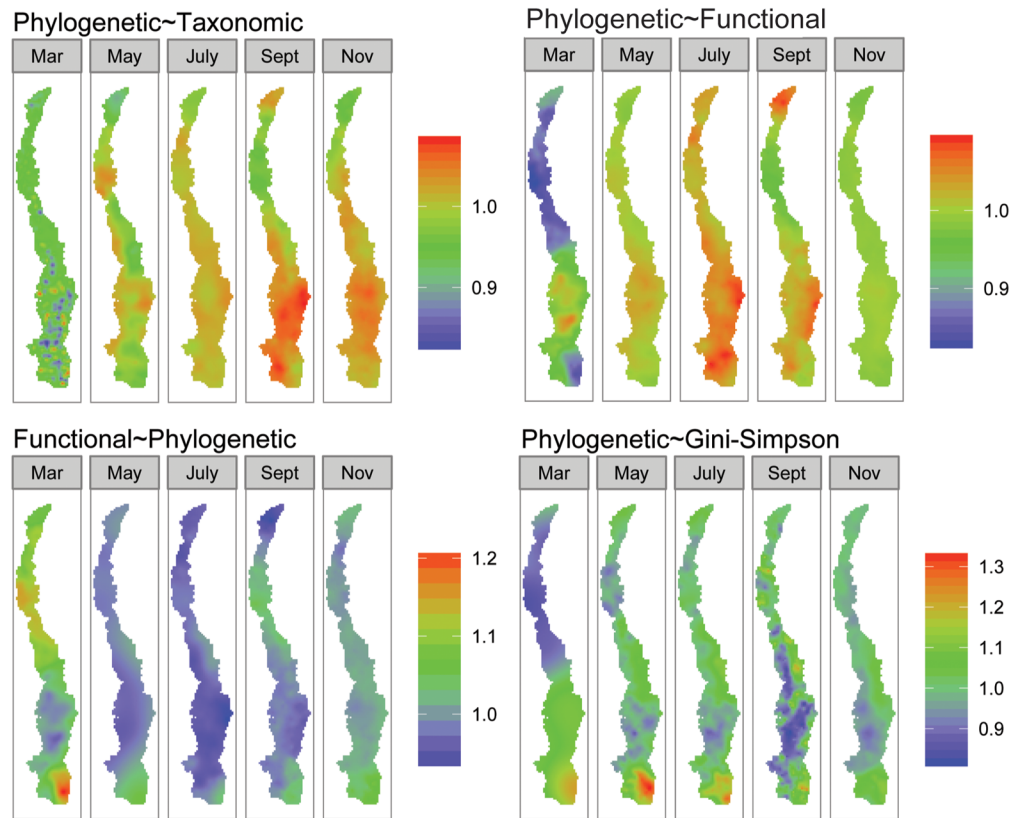 Phylogenetic~Taxonomic
Mar May July Sept Nov
1.0
0.9
Phylogenetic~Functional
Mar May July Sept Nov
1.0
0.9
Functional~Phylogenetic
Mar May July Sept Nov
1.2
1.1
1.0
Phylogenetic~Gini-Simpson
Mar May July Sept Nov
1.3
1.2
1.1
1.0
0.9